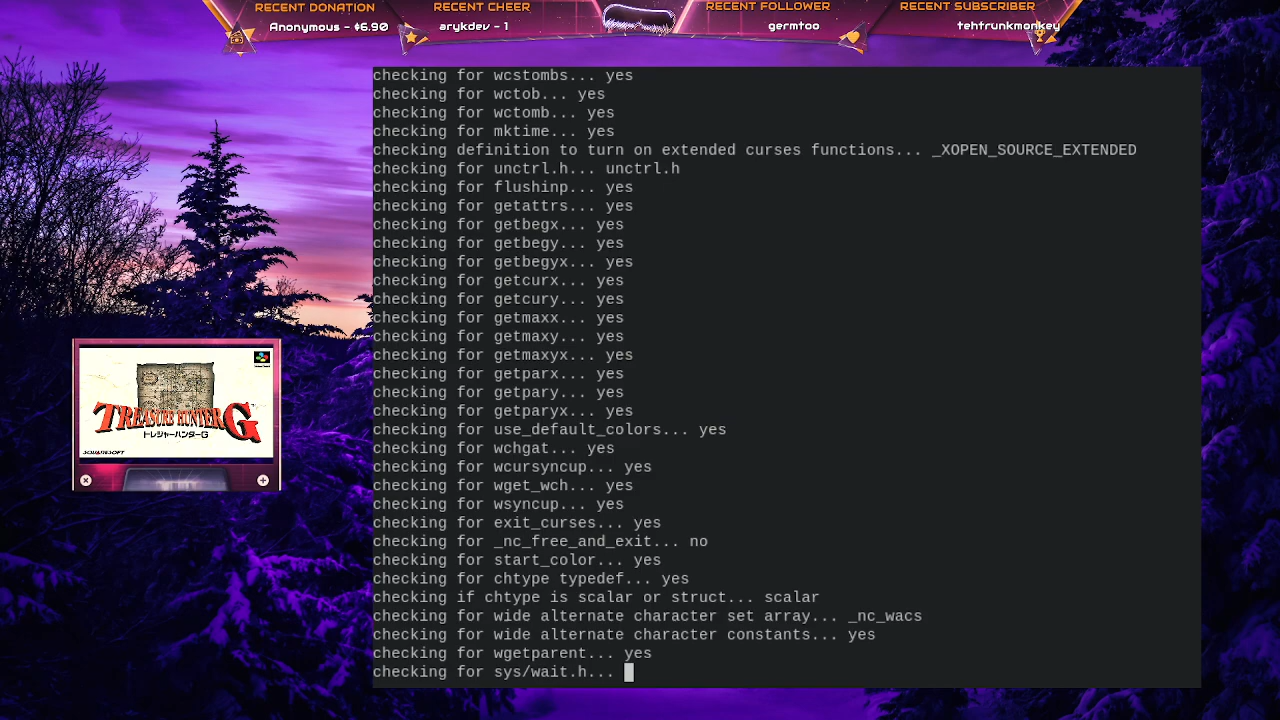 RECENT DONATION
RECENT CHEER
RECENT FOLLOWER
RECENT SUBSCRIBER
Anonymous - $6.90
arykdev - 1
germtoo
tehtrunkmonkey
checking for wcstombs... yes
checking for wctob... yes
checking for wctomb... yes
checking for mktime... yes
checking definition to turn on extended curses functions... _XOPEN_SOURCE_EXTENDED
checking for unctrl.h... unctrl.h
checking for flushinp... yes
checking for getattrs... yes
checking for getbegx... yes
checking for getbegy... yes
checking for getbegyx... yes
checking for getcurx... yes
checking for getcury... yes
checking for getmaxx... yes
checking for getmaxy... yes
checking for getmaxyx... yes
checking for getparx... yes
checking for getpary... yes
checking for getparyx... yes
checking for use_default_colors... yes
checking for wchgat... yes
checking for wcursyncup... yes
checking for wget_wch... yes
checking for wsyncup... yes
checking for exit_curses... yes
checking for _nc_free_and_exit... no
checking for start_color... yes
checking for chtype typedef... yes
checking if chtype is scalar or struct... scalar
checking for wide alternate character set array... _nc_wacs
checking for wide alternate character constants... yes
checking for wgetparent... yes
checking for sys/wait.h...
TREASURE HUNTER G
トレジャーハンターG
SQUARESOFT